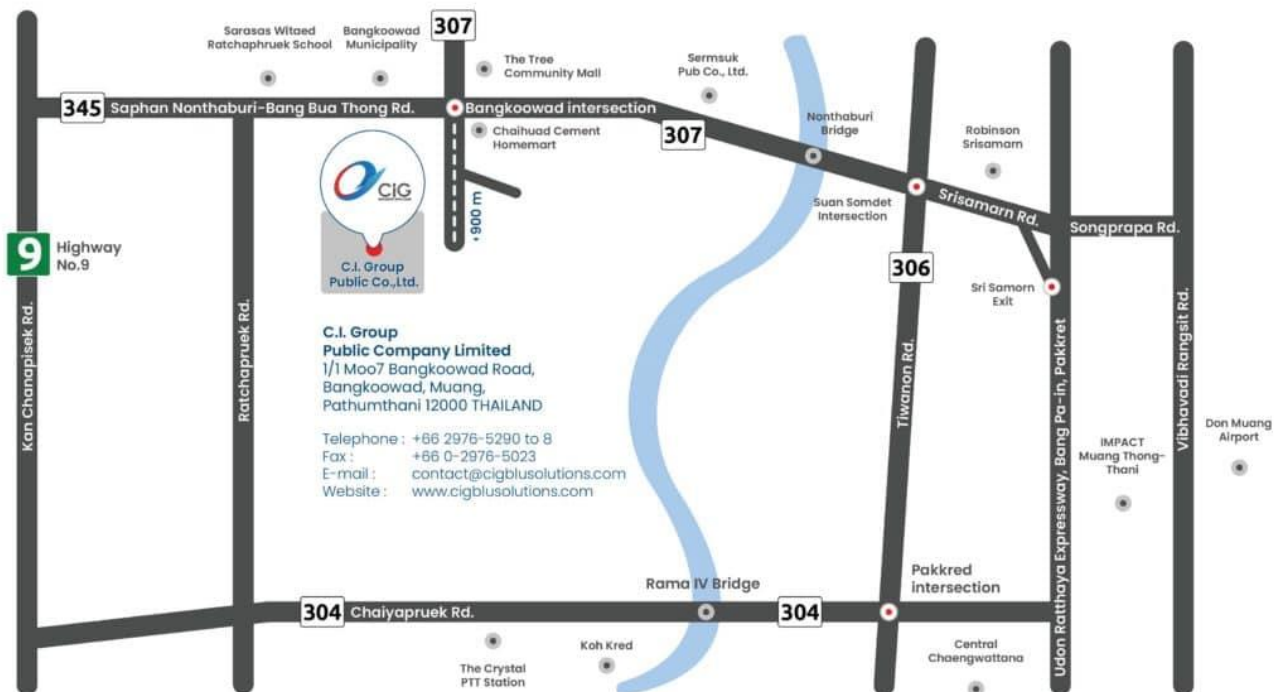 307
Sarasas Witaed
Ratchaphruek School
Bangkoowad
Municipality
The Tree
Community Mall
Sermsuk
Pub Co., Ltd.
345 Saphan Nonthaburi-Bang Bua Thong Rd.
Bangkoowad intersection
307
Chaihuad Cement
Homemart
Nonthaburi
Bridge
Robinson
Srisamarn
CiG
900 m
Suan Somdet
Intersection
Srisamarn Rd.
Songprapa Rd.
9 Highway
No.9
C.I. Group
Public Co.,Ltd.
306
Sri Samorn
Exit
Kan Chanapisek Rd.
Ratchapruek Rd.
C.I. Group
Public Company Limited
1/1 Moo7 Bangkoowad Road,
Bangkoowad, Muang,
Pathumthani 12000 THAILAND
Telephone : +66 2976-5290 to 8
Fax : +66 0-2976-5023
E-mail : contact@cigblusolutions.com
Website : www.cigblusolutions.com
Tiwanon Rd.
Udon Ratthaya Expressway, Bang Pa-in, Pakkret
Vibhavadi Rangsit Rd.
IMPACT
Muang Thong-
Thani
Don Muang
Airport
Rama IV Bridge
Pakkred
intersection
304 Chaiyapruek Rd.
304
The Crystal
PTT Station
Koh Kred
Central
Chaengwattana